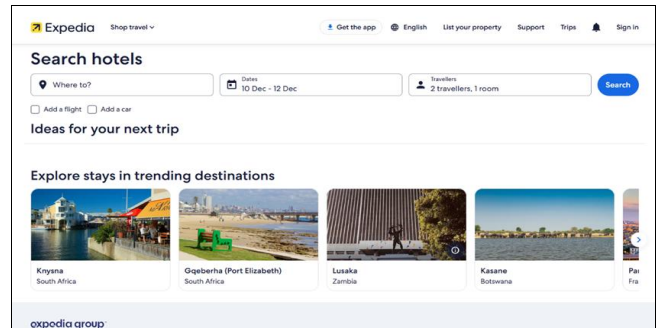 Expedia
Shop travel
Get the app
English
List your property
Support
Trips
Sign in
Search hotels
Where to?
Dates
10 Dec - 12 Dec
Travellers
2 travellers, 1 room
Search
Add a flight
Add a car
Ideas for your next trip
Explore stays in trending destinations
Knysna
South Africa
Gqeberha (Port Elizabeth)
South Africa
Lusaka
Zambia
Kasane
Botswana
Pa
Fra
expedia group